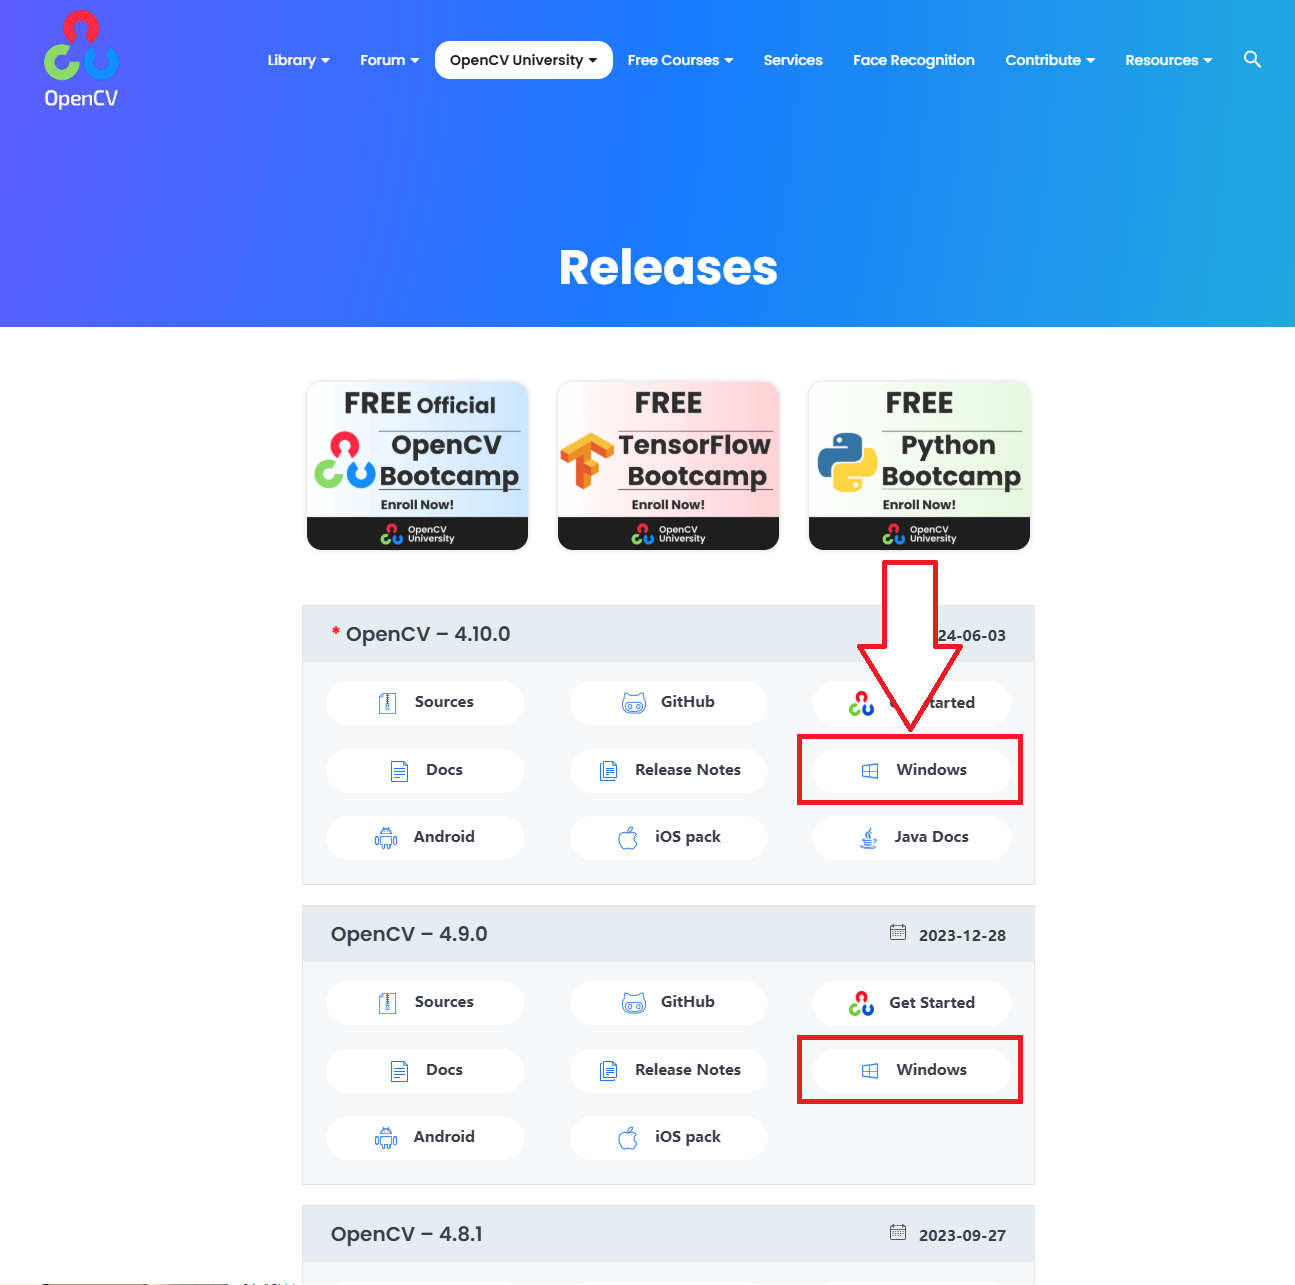 OpenCV
Library
Forum
OpenCV University
Free Courses
Services
Face Recognition
Contribute
Resources
Releases
FREE Official
OpenCV
Bootcamp
Enroll Now!
OpenCV
University
FREE
TensorFlow
Bootcamp
Enroll Now!
OpenCV
University
FREE
Python
Bootcamp
Enroll Now!
OpenCV
University
* OpenCV – 4.10.0
24-06-03
Sources
GitHub
tarted
Docs
Release Notes
Windows
Android
iOS pack
Java Docs
OpenCV – 4.9.0
2023-12-28
Sources
GitHub
Get Started
Docs
Release Notes
Windows
Android
iOS pack
OpenCV – 4.8.1
2023-09-27